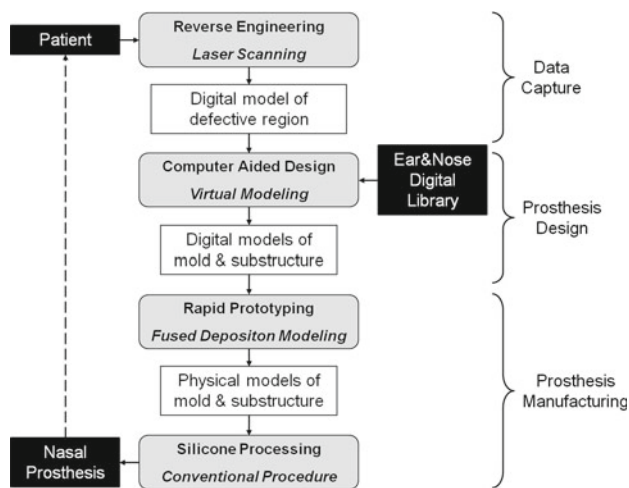 Patient
Reverse Engineering
Laser Scanning
Data
Capture
Digital model of
defective region
Computer Aided Design
Virtual Modeling
Ear&Nose
Digital
Library
Prosthesis
Design
Digital models of
mold & substructure
Rapid Prototyping
Fused Depositon Modeling
Physical models of
mold & substructure
Prosthesis
Manufacturing
Nasal
Prosthesis
Silicone Processing
Conventional Procedure